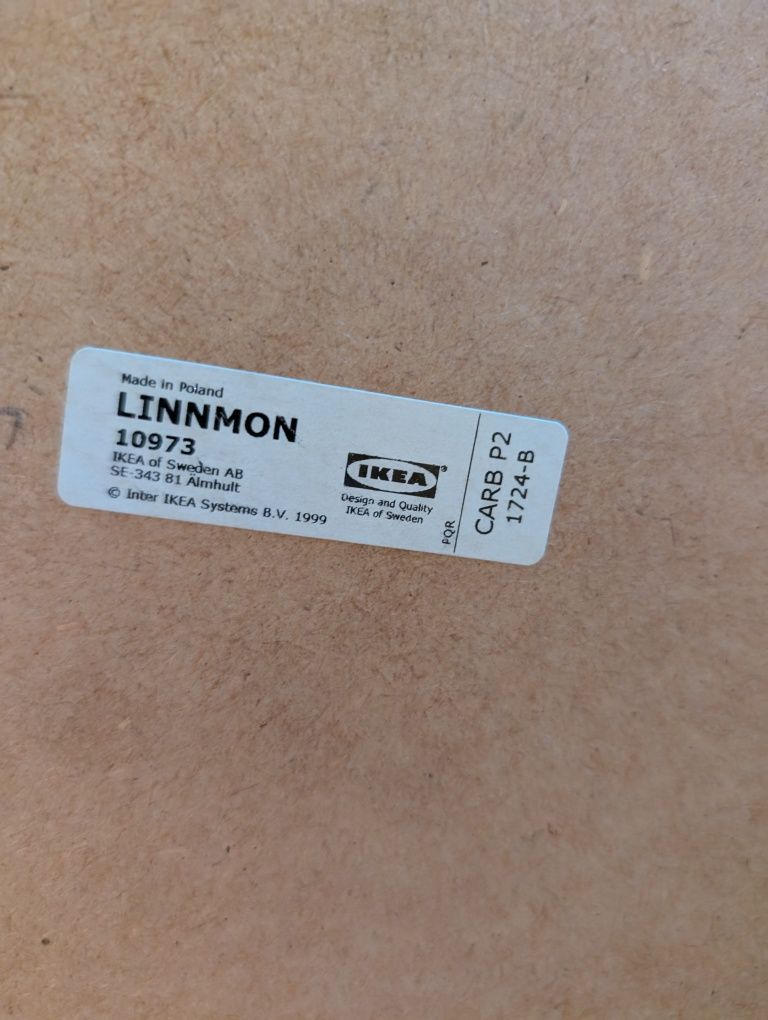 Made in Poland
LINNMON
10973
IKEA of Sweden AB
SE-343 81 Älmhult
© Inter IKEA Systems B.V. 1999
IKEA®
Design and Quality
IKEA of Sweden
PQR
CARB P2
1724-B